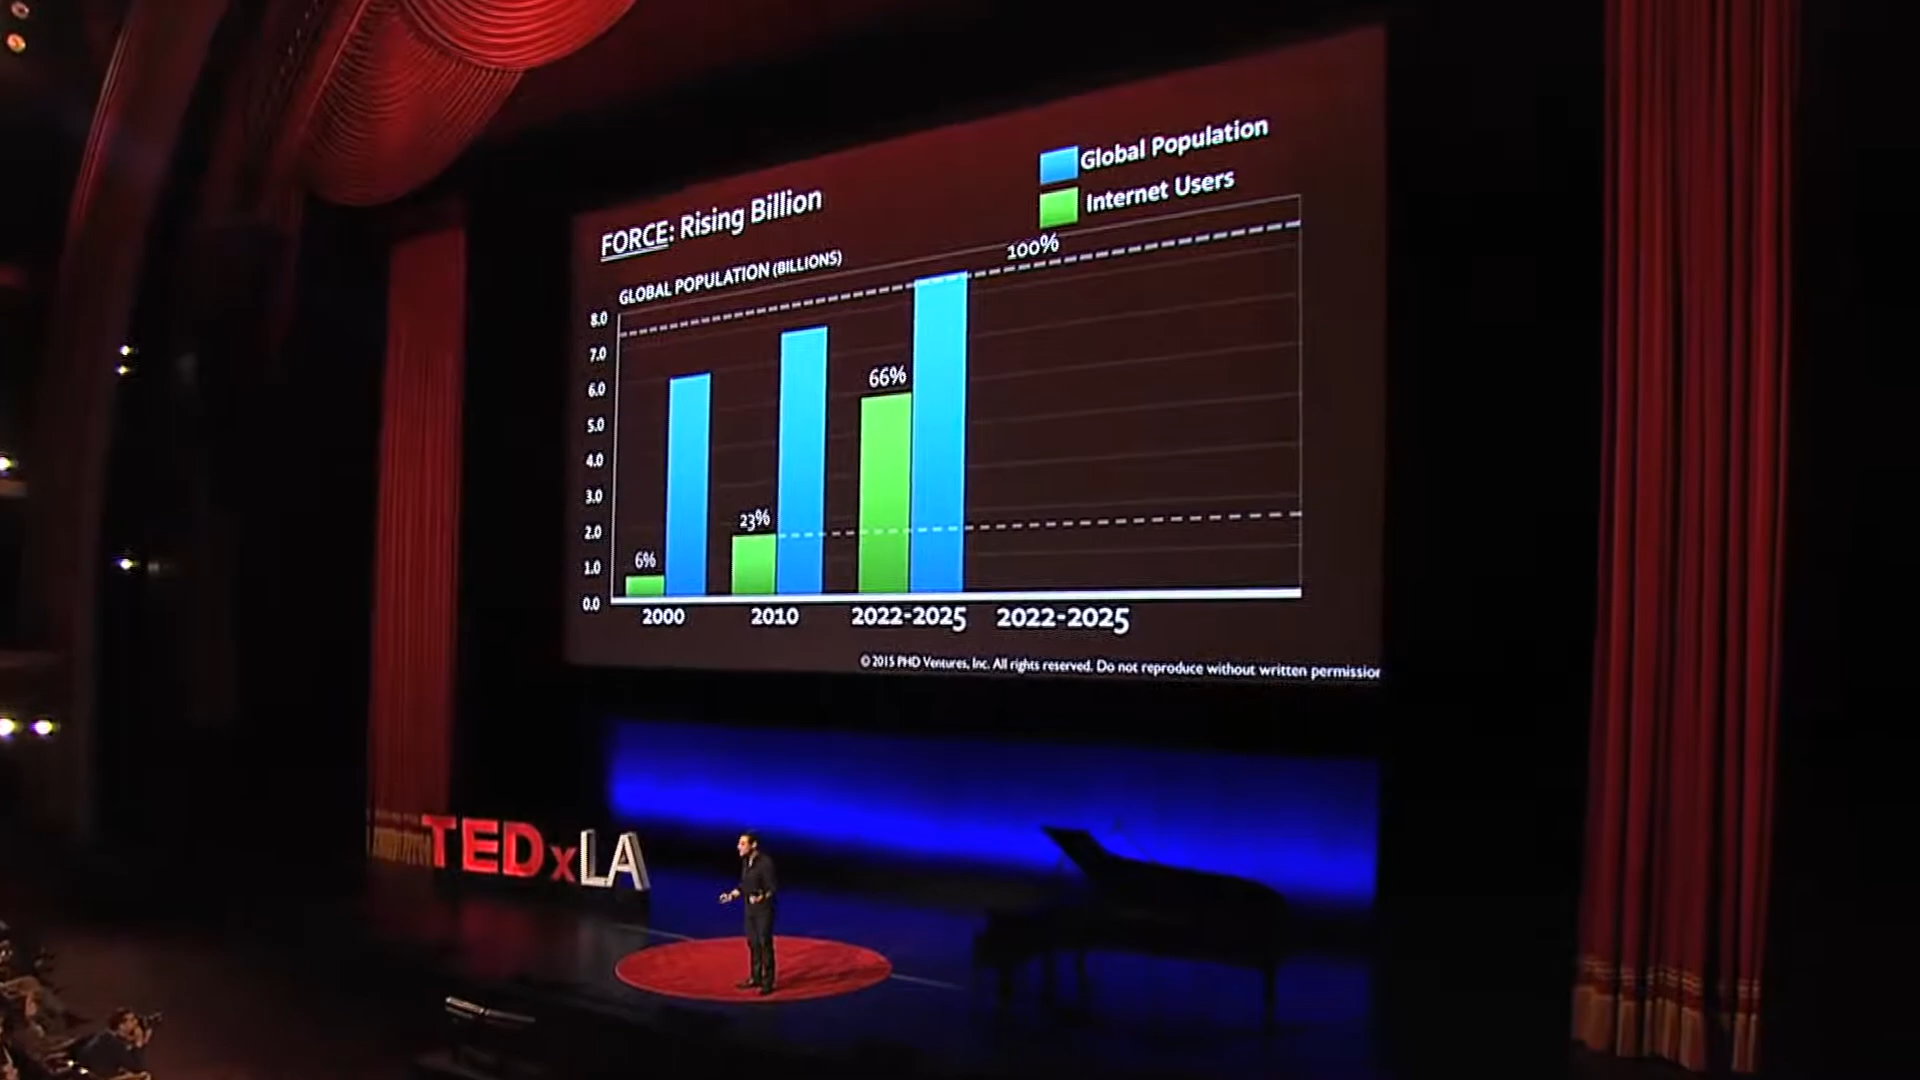 Global Population
Internet Users
FORCE: Rising Billion
GLOBAL POPULATION (BILLIONS)
100%
8.0
7.0
6.0
5.0
4.0
3.0
2.0
1.0
0.0
6%
23%
66%
2000 2010 2022-2025 2022-2025
© 2015 PHD Ventures, Inc. All rights reserved. Do not reproduce without written permission
TEDxLA